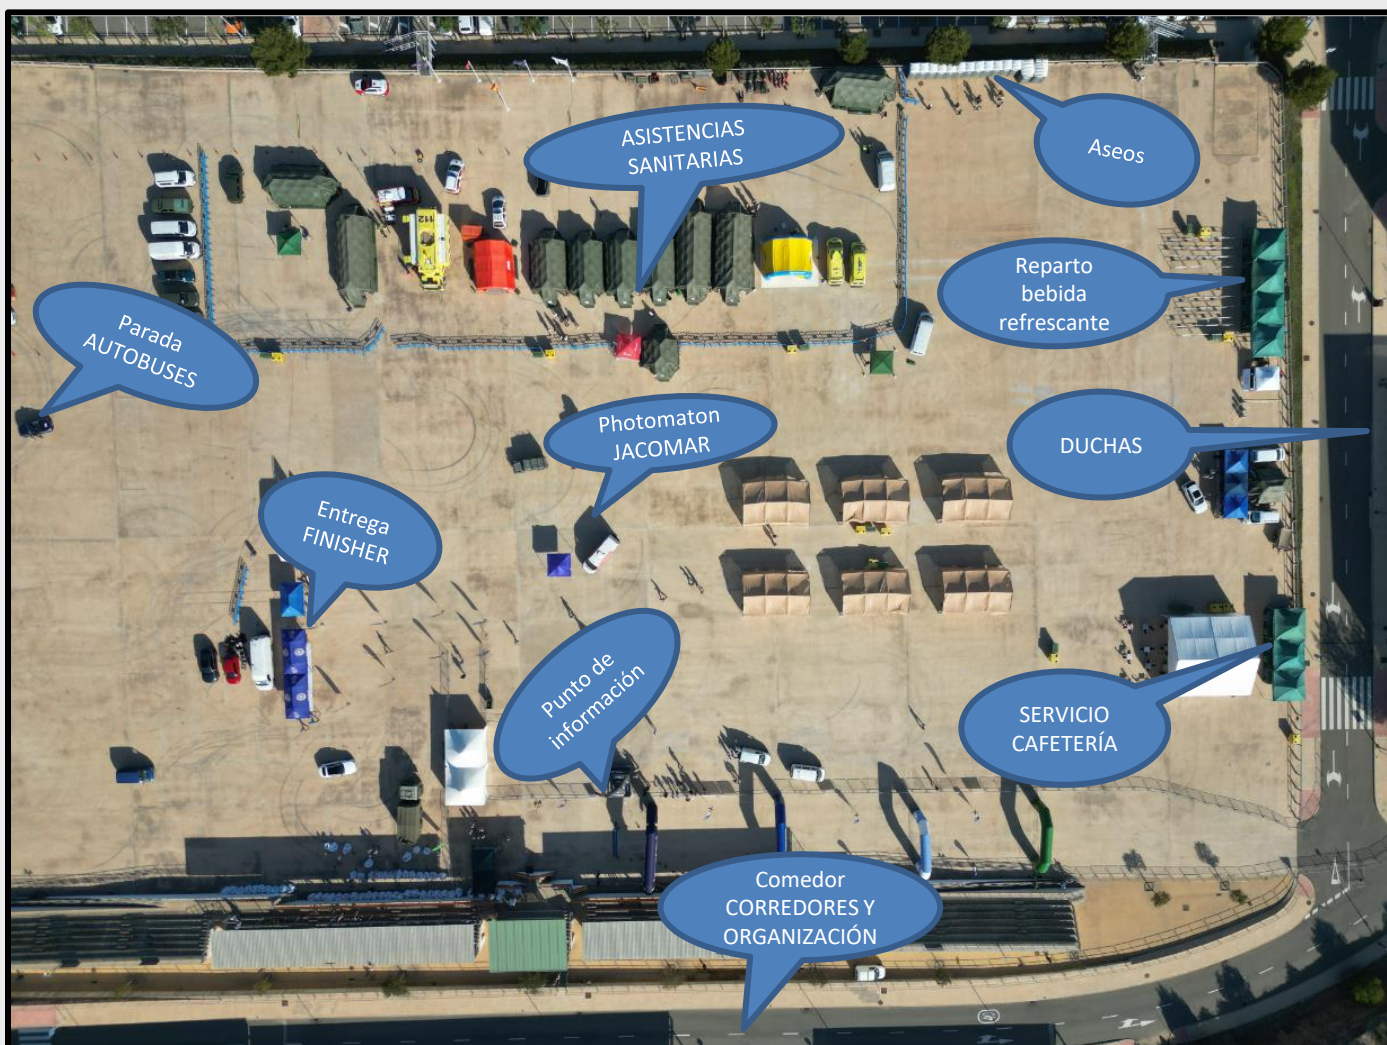 ASISTENCIAS
SANITARIAS
Aseos
Reparto
bebida
refrescante
Parada
AUTOBUSES
Photomaton
JACOMAR
DUCHAS
Entrega
FINISHER
Punto de
información
SERVICIO
CAFETERÍA
Comedor
CORREDORES Y
ORGANIZACIÓN
112